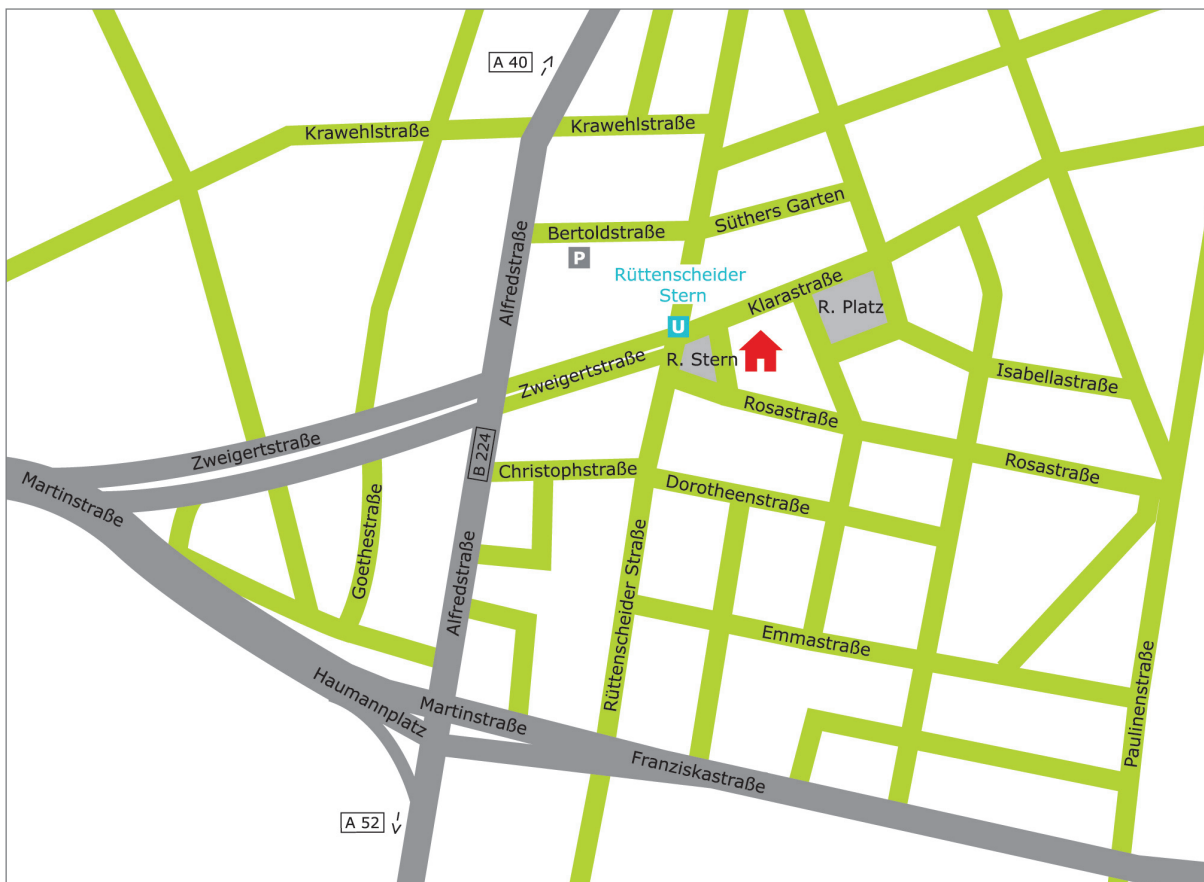 A 40
Krawehlstraße
Krawehlstraße
Süthers Garten
Bertoldstraße
P
Alfredstraße
Rüttenscheider
Stern
Klarastraße
R. Platz
U
R. Stern
Zweigertstraße
Isabellastraße
Rosastraße
Zweigertstraße
B 224
Christophstraße
Rosastraße
Martinstraße
Dorotheenstraße
Goethestraße
Alfredstraße
Rüttenscheider Straße
Emmastraße
Paulinenstraße
Haumannplatz
Martinstraße
Franziskastraße
A 52